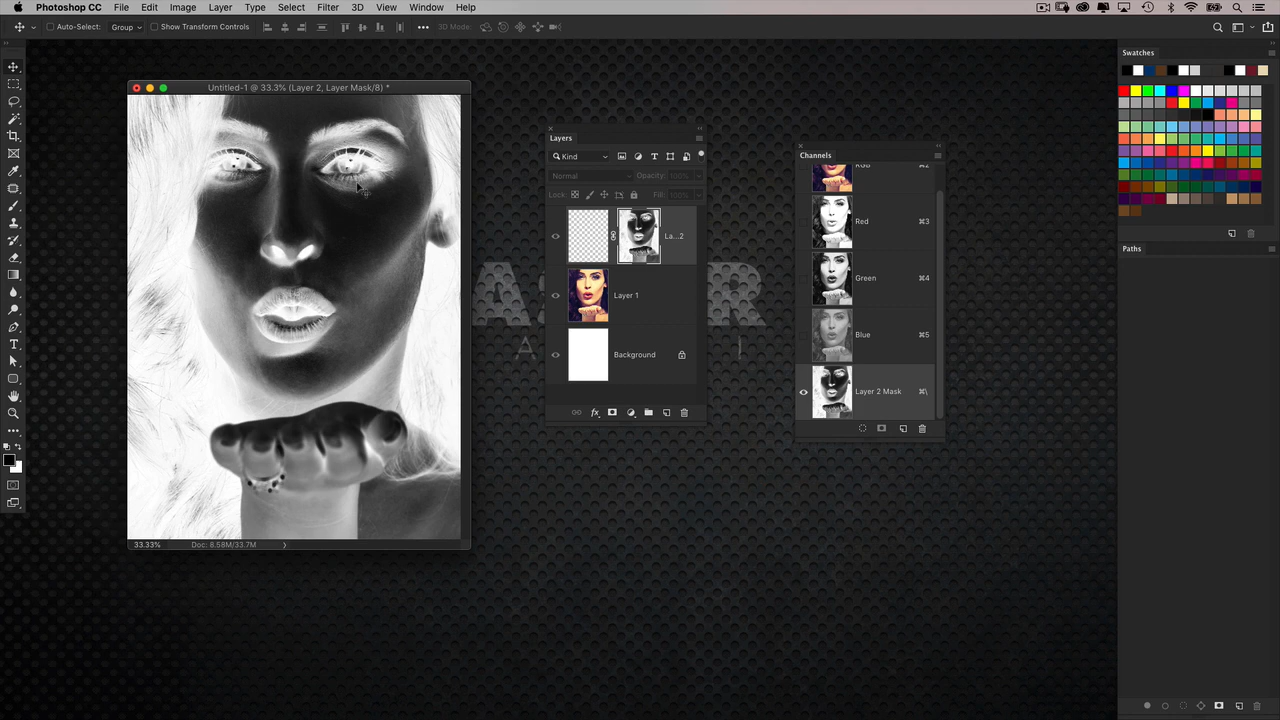 Photoshop CC File Edit Image Layer Type Select Filter 3D View Window Help
Auto-Select: Group Show Transform Controls 3D Mode:
Swatches
Untitled-1 @ 33.3% (Layer 2, Layer Mask/8) *
Layers
Kind
Normal Opacity: 100%
Lock: Fill: 100%
La...2
Layer 1
Background
Channels
RGB ⌘2
Red ⌘3
Green ⌘4
Blue ⌘5
Layer 2 Mask ⌘\
Paths
33.33% Doc: 8.58M/33.7M